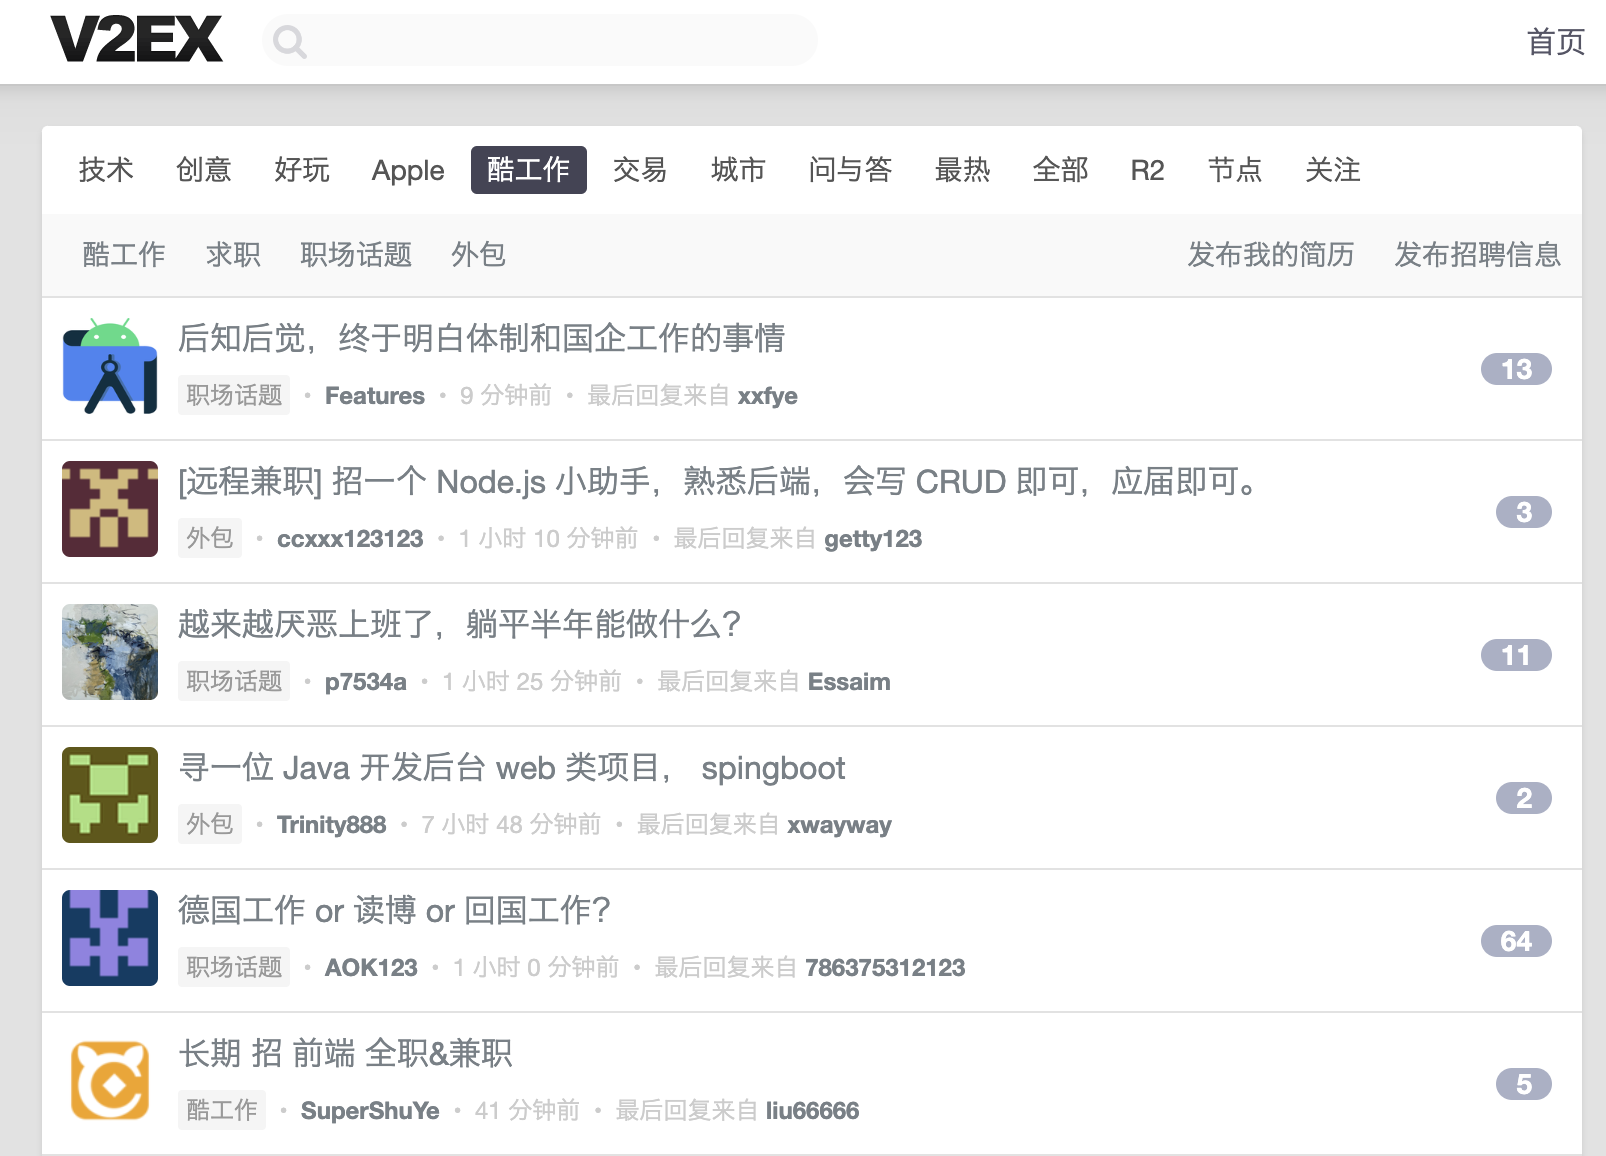 V2EX
首页
技术 创意 好玩 Apple 酷工作 交易 城市 问与答 最热 全部 R2 节点 关注
酷工作 求职 职场话题 外包 发布我的简历 发布招聘信息
后知后觉，终于明白体制和国企工作的事情
职场话题 • Features • 9 分钟前 • 最后回复来自 xxfye
13
[远程兼职] 招一个 Node.js 小助手，熟悉后端，会写 CRUD 即可，应届即可。
外包 • ccxxx123123 • 1 小时 10 分钟前 • 最后回复来自 getty123
3
越来越厌恶上班了，躺平半年能做什么？
职场话题 • p7534a • 1 小时 25 分钟前 • 最后回复来自 Essaim
11
寻一位 Java 开发后台 web 类项目， spingboot
外包 • Trinity888 • 7 小时 48 分钟前 • 最后回复来自 xwayway
2
德国工作 or 读博 or 回国工作？
职场话题 • AOK123 • 1 小时 0 分钟前 • 最后回复来自 786375312123
64
长期 招 前端 全职&兼职
酷工作 • SuperShuYe • 41 分钟前 • 最后回复来自 liu66666
5